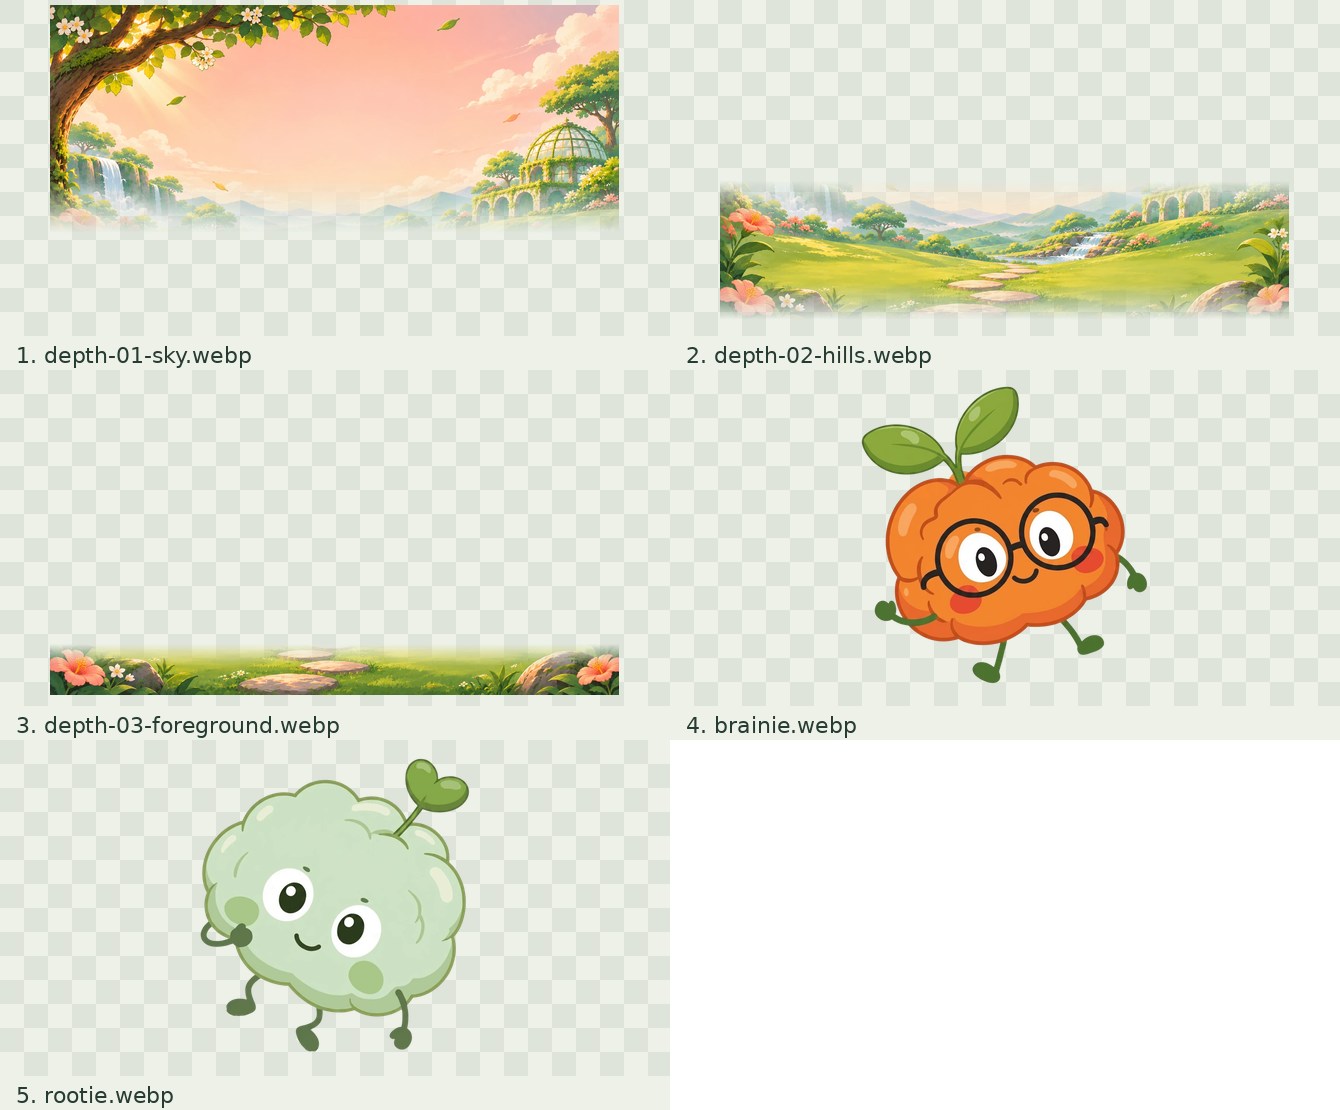 1. depth-01-sky.webp
2. depth-02-hills.webp
3. depth-03-foreground.webp
4. brainie.webp
5. rootie.webp